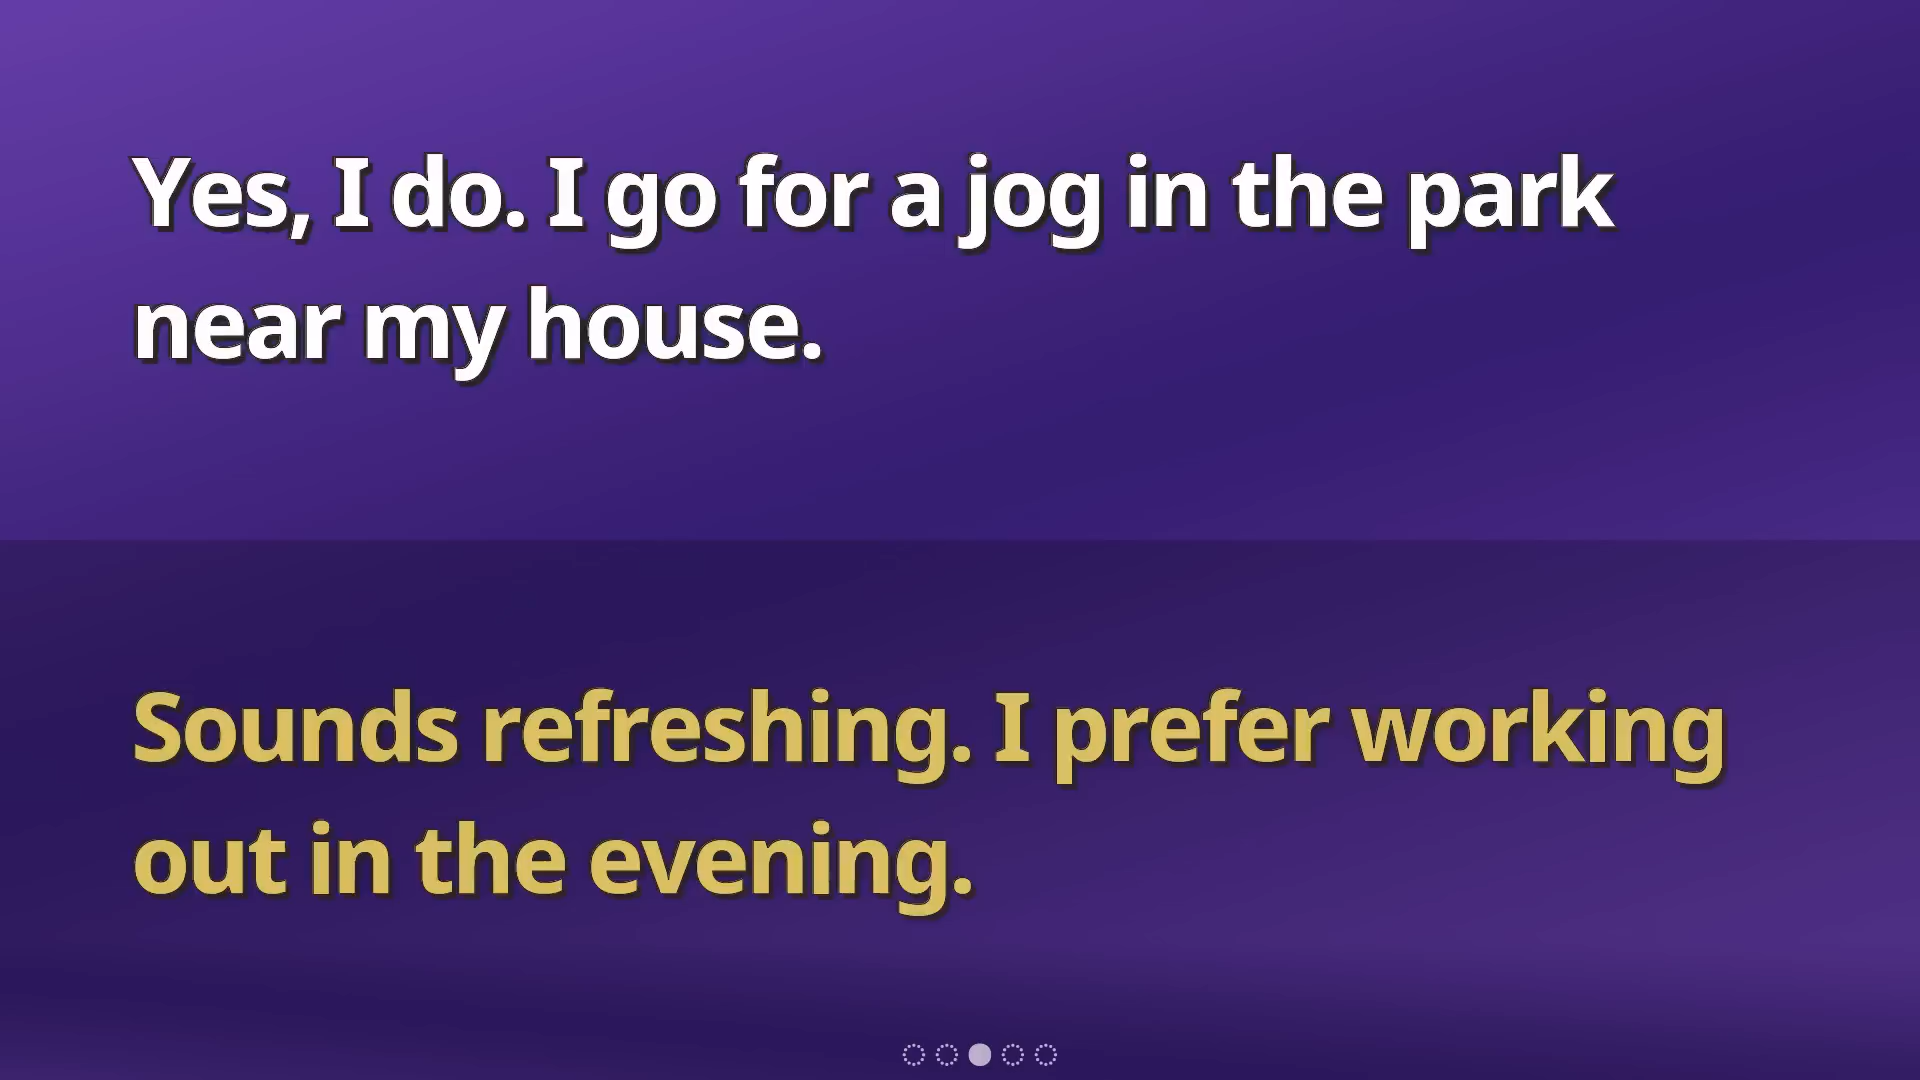 Yes, I do. I go for a jog in the park
near my house.
Sounds refreshing. I prefer working
out in the evening.